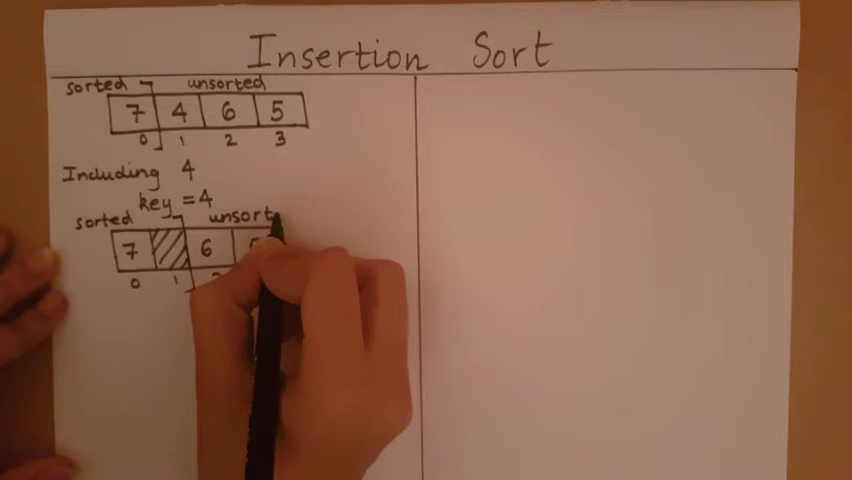 Insertion Sort
sorted unsorted
7 4 6 5
0 1 2 3
Including 4
key = 4
sorted unsort
7 6
0 1